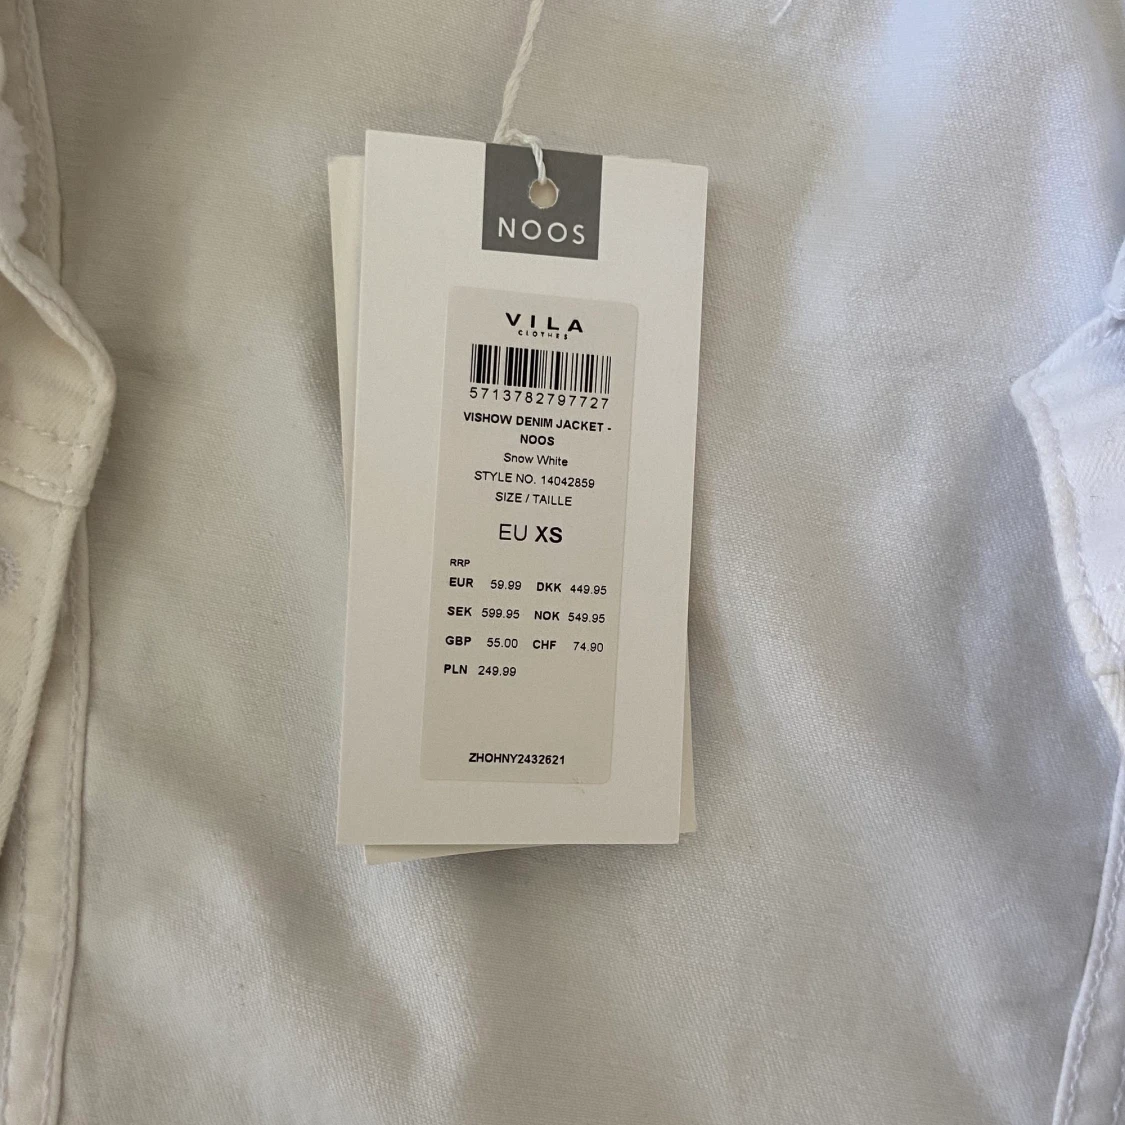 NOOS
VILA
CLOTHES
5713782797727
VISHOW DENIM JACKET -
NOOS
Snow White
STYLE NO. 14042859
SIZE / TAILLE
EU XS
RRP
EUR 59.99 DKK 449.95
SEK 599.95 NOK 549.95
GBP 55.00 CHF 74.90
PLN 249.99
ZHOHNY2432621